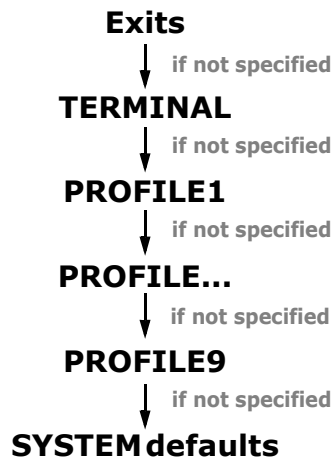 Exits
if not specified
TERMINAL
if not specified
PROFILE1
if not specified
PROFILE...
if not specified
PROFILE9
if not specified
SYSTEM defaults